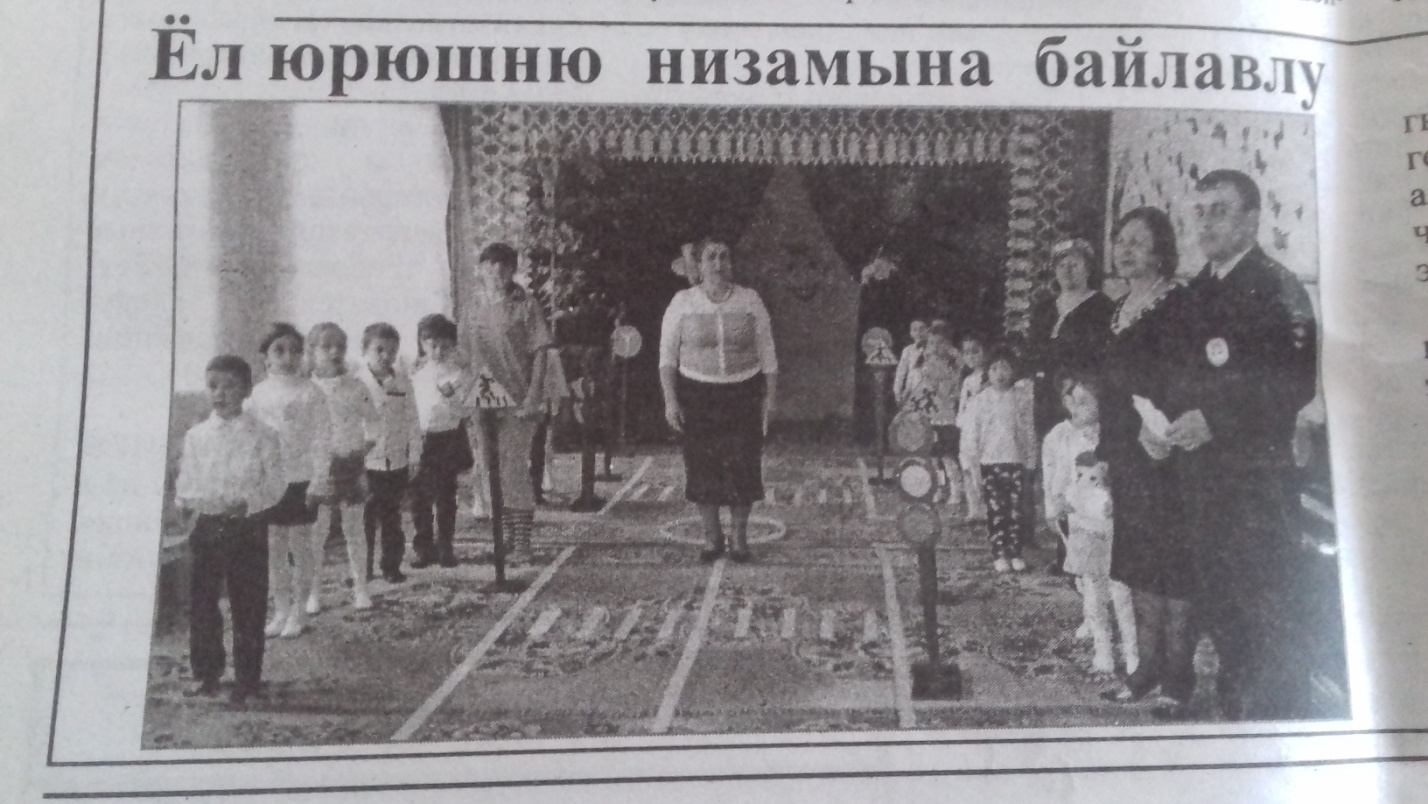 Ёл юрюшню низамына байлавлу